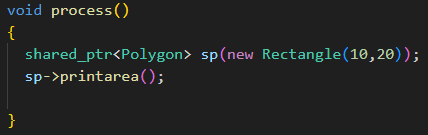 void process()
{
shared_ptr<Polygon> sp(new Rectangle(10,20));
sp->printarea();
}